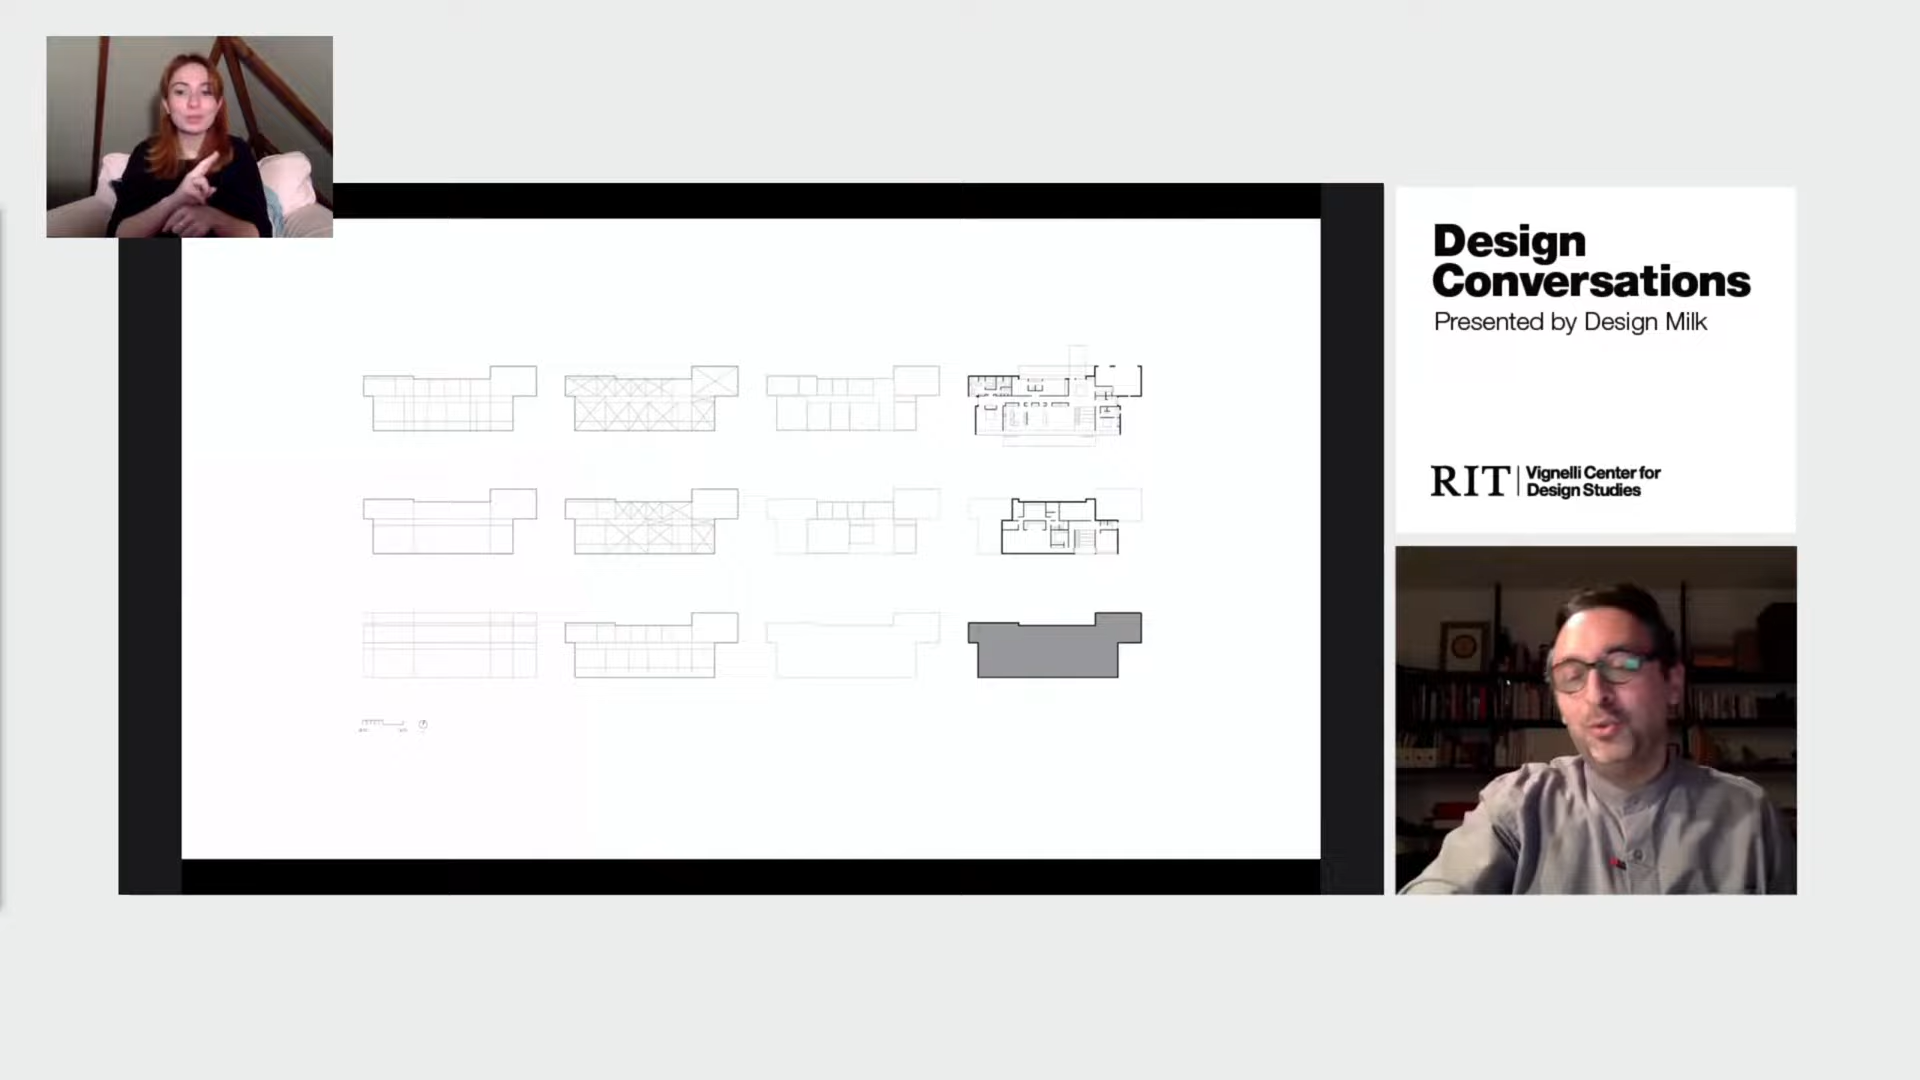 Design
Conversations
Presented by Design Milk
RIT
Vignelli Center for
Design Studies